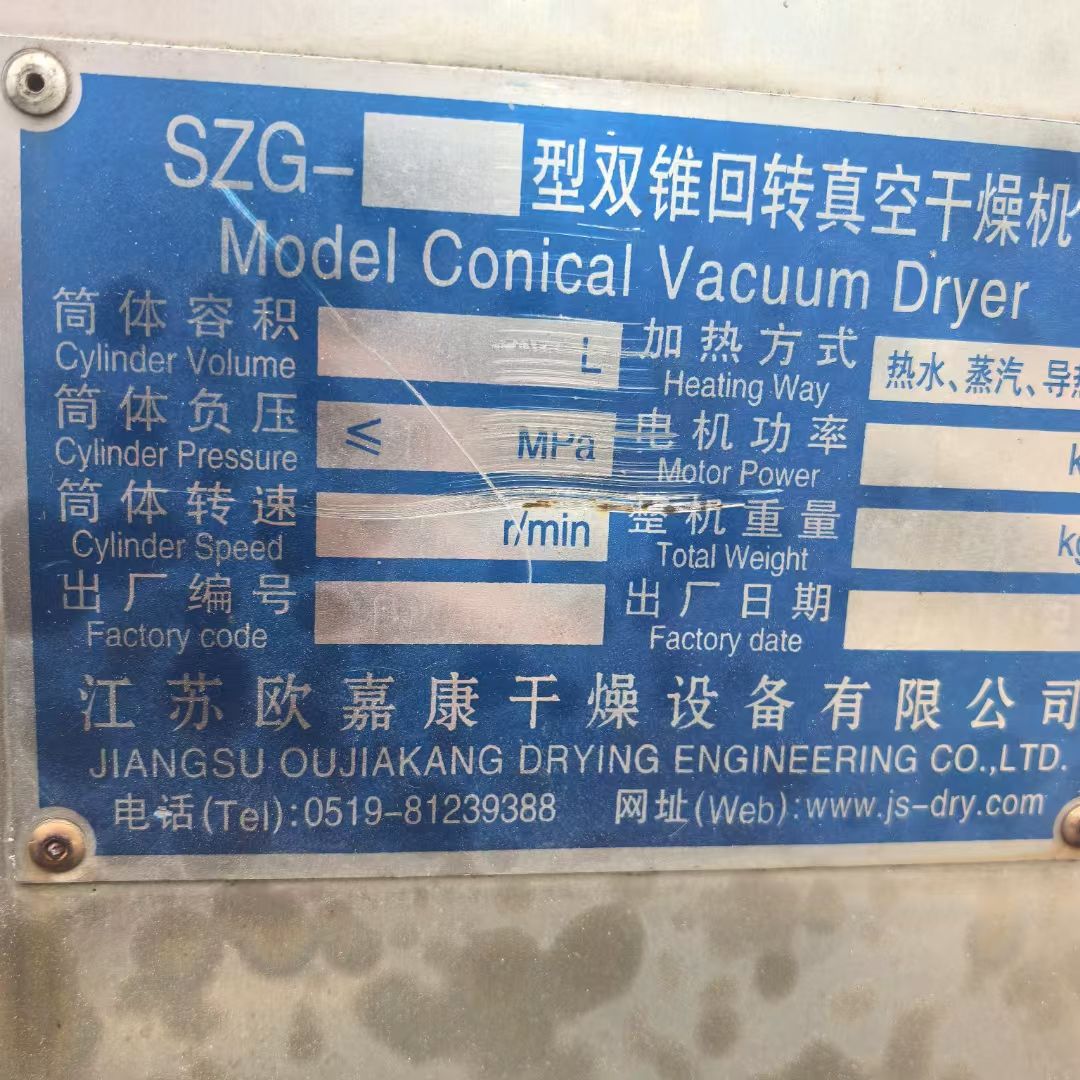 SZG- 型双锥回转真空干燥机
Model Conical Vacuum Dryer
筒体容积 L 加热方式 热水、蒸汽、导热
Cylinder Volume Heating Way
筒体负压 ≤ MPa 电机功率 k
Cylinder Pressure Motor Power
筒体转速 r/min 整机重量 kg
Cylinder Speed Total Weight
出厂编号 出厂日期
Factory code Factory date
江苏欧嘉康干燥设备有限公司
JIANGSU OUJIAKANG DRYING ENGINEERING CO.,LTD.
电话(Tel):0519-81239388 网址(Web):www.js-dry.com